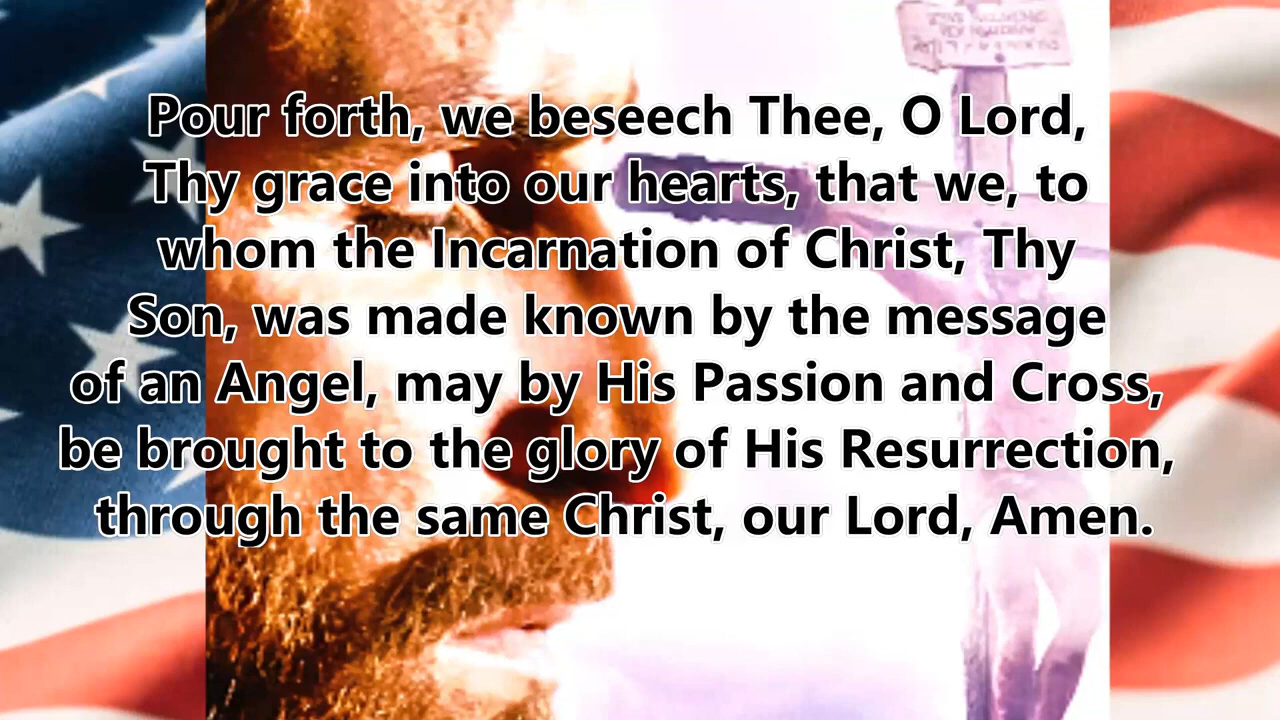 Pour forth, we beseech Thee, O Lord,
Thy grace into our hearts, that we, to
whom the Incarnation of Christ, Thy
Son, was made known by the message
of an Angel, may by His Passion and Cross,
be brought to the glory of His Resurrection,
through the same Christ, our Lord, Amen.